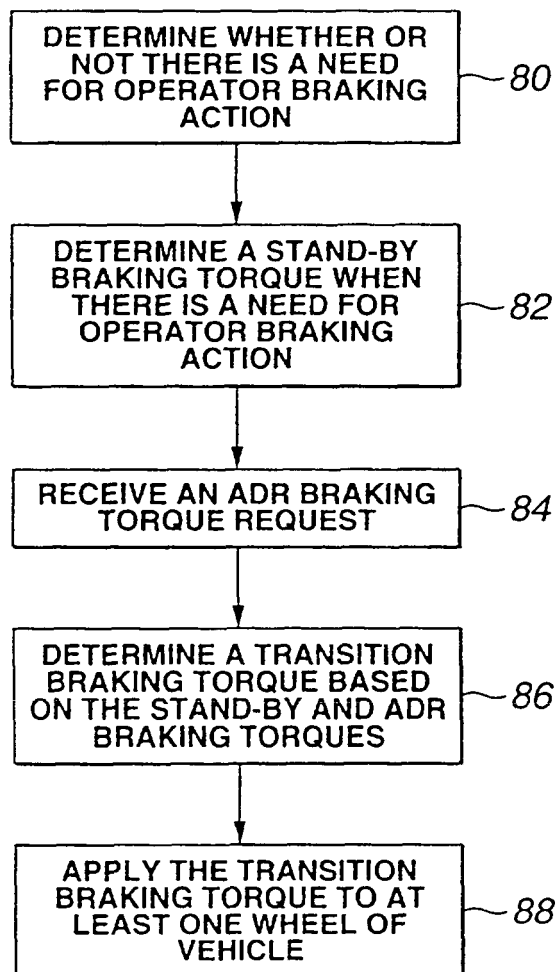 DETERMINE WHETHER OR
NOT THERE IS A NEED
FOR OPERATOR BRAKING
ACTION
80
DETERMINE A STAND-BY
BRAKING TORQUE WHEN
THERE IS A NEED FOR
OPERATOR BRAKING
ACTION
82
RECEIVE AN ADR BRAKING
TORQUE REQUEST
84
DETERMINE A TRANSITION
BRAKING TORQUE BASED
ON THE STAND-BY AND ADR
BRAKING TORQUES
86
APPLY THE TRANSITION
BRAKING TORQUE TO AT
LEAST ONE WHEEL OF
VEHICLE
88